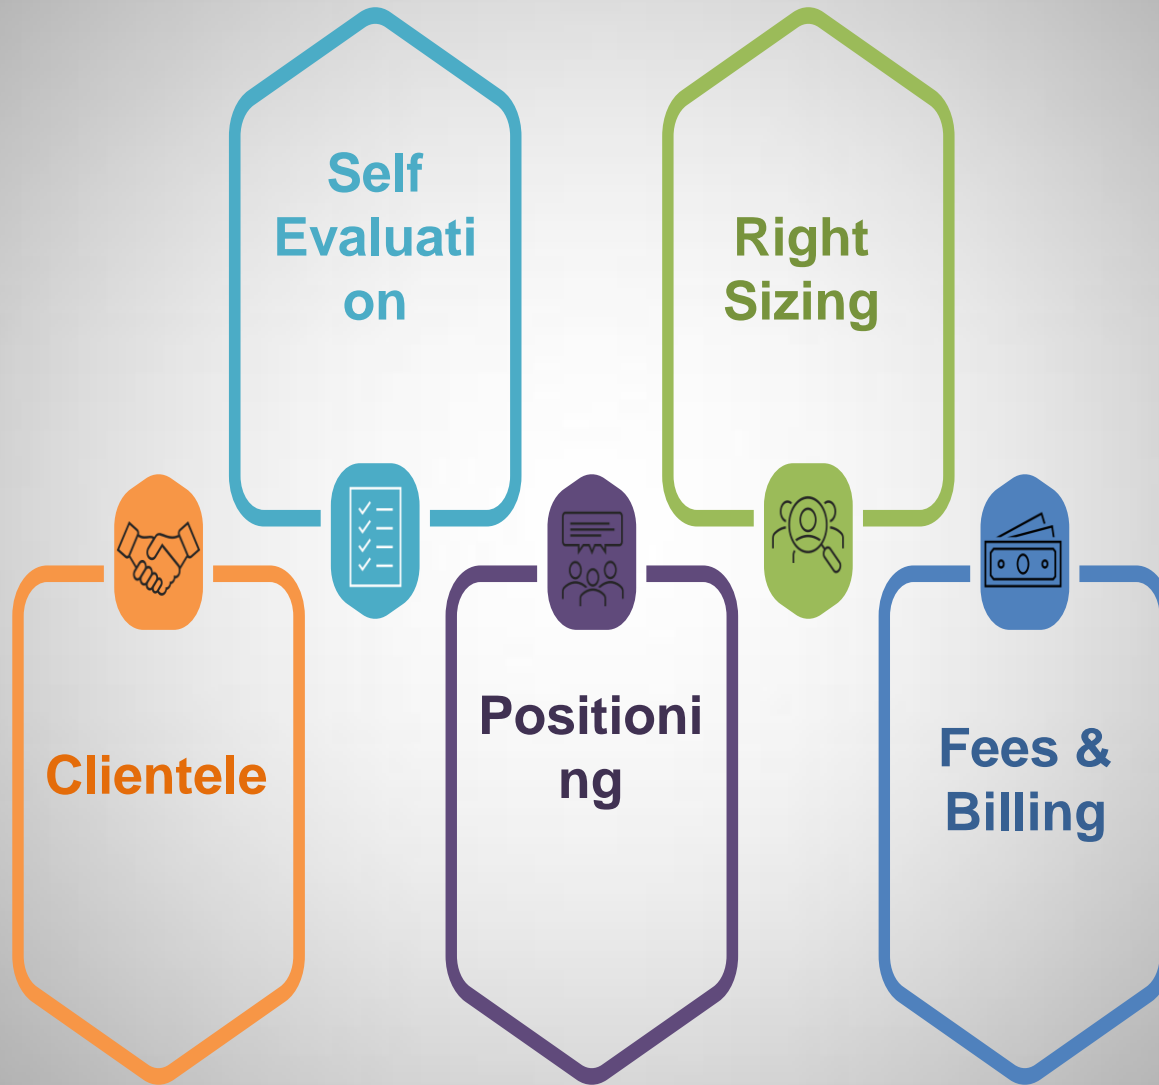 Self
Evaluati
on
Right
Sizing
Clientele
Positioni
ng
Fees &
Billing